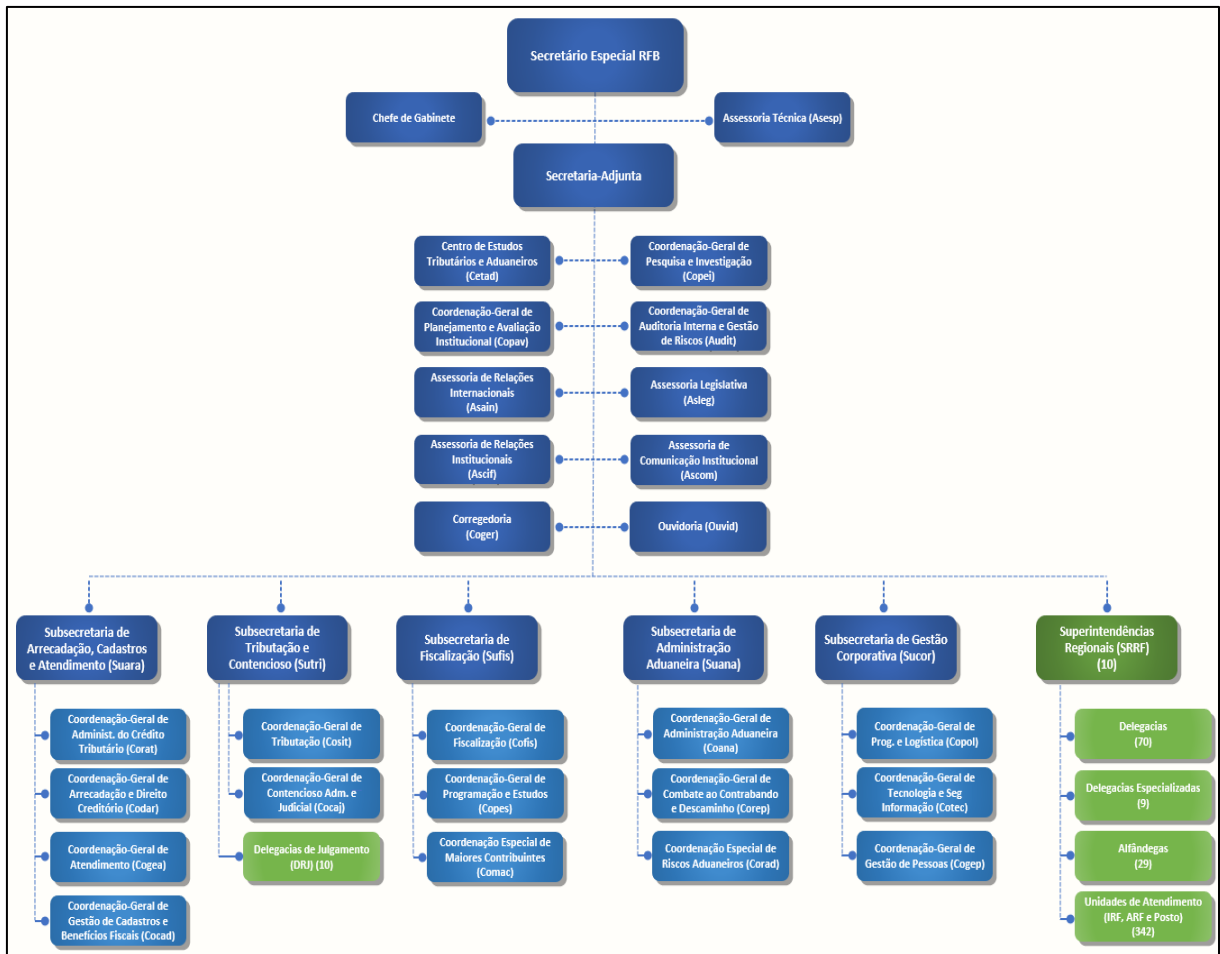 Secretário Especial RFB
Chefe de Gabinete
Assessoria Técnica (Asesp)
Secretaria-Adjunta
Centro de Estudos
Tributários e Aduaneiros
(Cetad)
Coordenação-Geral de
Pesquisa e Investigação
(Copei)
Coordenação-Geral de
Planejamento e Avaliação
Institucional (Copav)
Coordenação-Geral de
Auditoria Interna e Gestão
de Riscos (Audit)
Assessoria de Relações
Internacionais
(Asain)
Assessoria Legislativa
(Asleg)
Assessoria de Relações
Institucionais
(Ascif)
Assessoria de
Comunicação Institucional
(Ascom)
Corregedoria
(Coger)
Ouvidoria (Ouvid)
Subsecretaria de
Arrecadação, Cadastros
e Atendimento (Suara)
Coordenação-Geral de
Administ. do Crédito
Tributário (Corat)
Coordenação-Geral de
Arrecadação e Direito
Creditório (Codar)
Coordenação-Geral de
Atendimento (Cogea)
Coordenação-Geral de
Gestão de Cadastros e
Benefícios Fiscais (Cocad)
Subsecretaria de
Tributação e
Contencioso (Sutri)
Coordenação-Geral de
Tributação (Cosit)
Coordenação-Geral de
Contencioso Adm. e
Judicial (Cocaj)
Delegacias de Julgamento
(DRJ) (10)
Subsecretaria de
Fiscalização (Sufis)
Coordenação-Geral de
Fiscalização (Cofis)
Coordenação-Geral de
Programação e Estudos
(Copes)
Coordenação Especial de
Maiores Contribuintes
(Comac)
Subsecretaria de
Administração
Aduaneira (Suana)
Coordenação-Geral de
Administração Aduaneira
(Coana)
Coordenação-Geral de
Combate ao Contrabando
e Descaminho (Corep)
Coordenação Especial de
Riscos Aduaneiros (Corad)
Subsecretaria de Gestão
Corporativa (Sucor)
Coordenação-Geral de
Prog. e Logística (Copol)
Coordenação-Geral de
Tecnologia e Seg
Informação (Cotec)
Coordenação-Geral de
Gestão de Pessoas (Cogep)
Superintendências
Regionais (SRRF)
(10)
Delegacias
(70)
Delegacias Especializadas
(9)
Alfândegas
(29)
Unidades de Atendimento
(IRF, ARF e Posto)
(342)